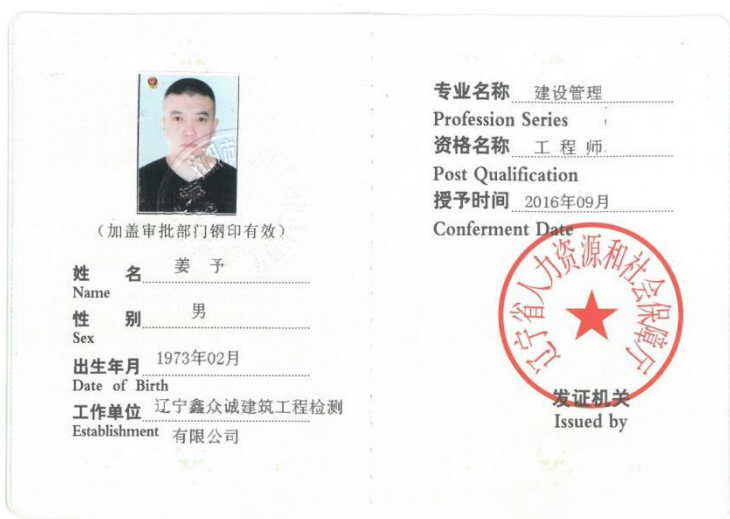 (加盖审批部门钢印有效)
姓 名 姜 予
Name
性 别 男
Sex
出生年月 1973年02月
Date of Birth
工作单位 辽宁鑫众诚建筑工程检测
Establishment 有限公司
专业名称 建设管理
Profession Series
资格名称 工 程 师
Post Qualification
授予时间 2016年09月
Conferment Date
辽宁省人力资源和社会保障厅
发证机关
Issued by